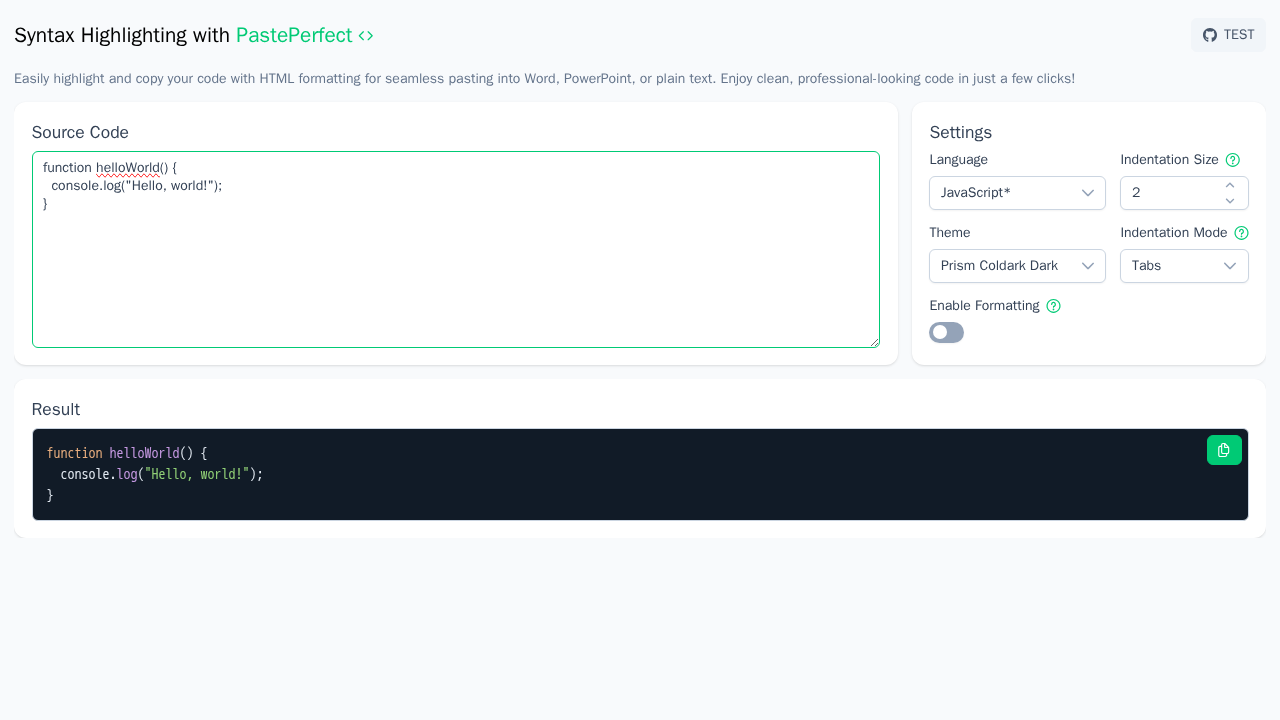 Syntax Highlighting with PastePerfect <>
TEST
Easily highlight and copy your code with HTML formatting for seamless pasting into Word, PowerPoint, or plain text. Enjoy clean, professional-looking code in just a few clicks!
Source Code
function helloWorld() {
  console.log("Hello, world!");
}
Settings
Language
Indentation Size
JavaScript*
2
Theme
Indentation Mode
Prism Coldark Dark
Tabs
Enable Formatting
Result
function helloWorld() {
  console.log("Hello, world!");
}